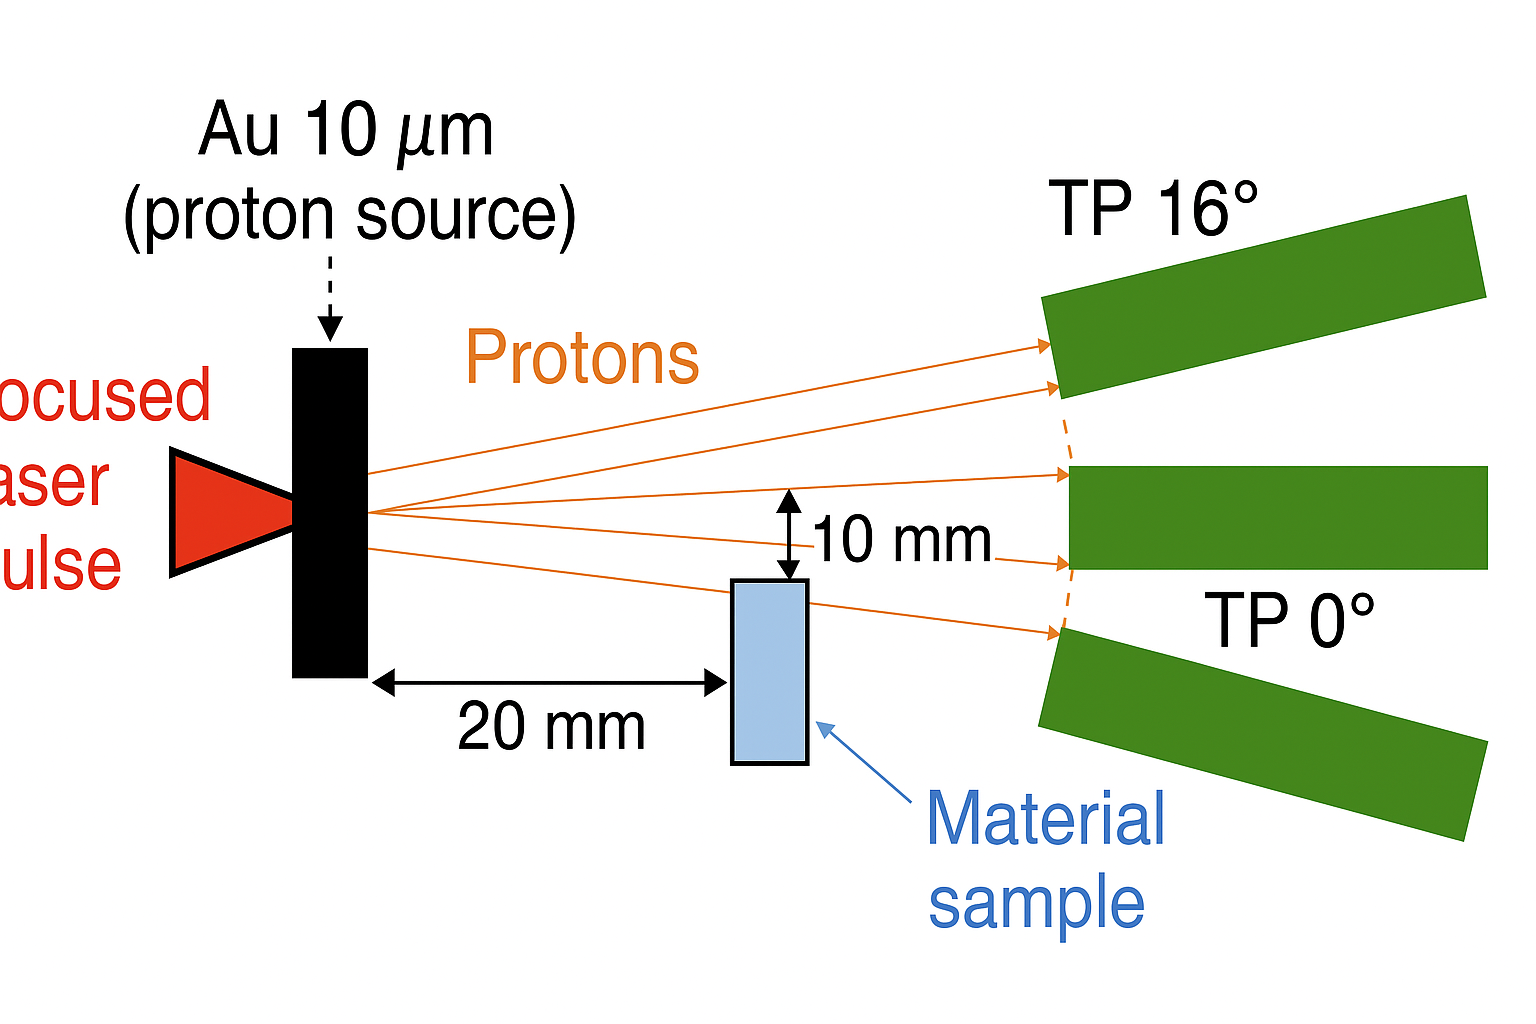 Au 10 μm
(proton source)
TP 16°
Protons
ocused
aser
ulse
10 mm
TP 0°
20 mm
Material
sample